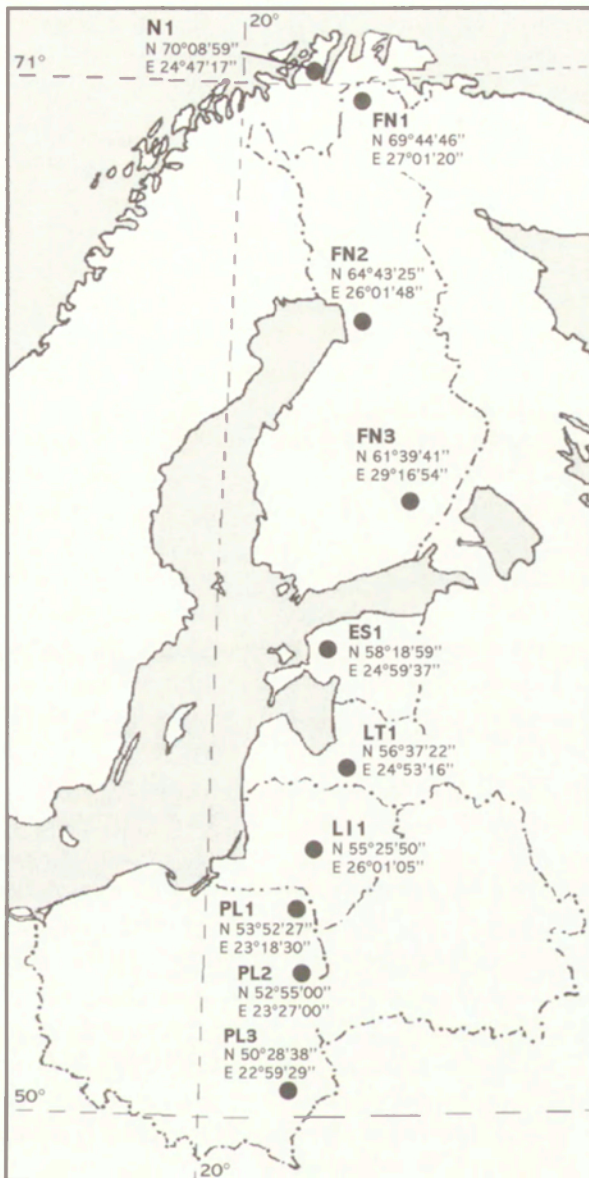 N1
N 70°08'59"
E 24°47'17"
20°
71°
FN1
N 69°44'46"
E 27°01'20"
FN2
N 64°43'25"
E 26°01'48"
FN3
N 61°39'41"
E 29°16'54"
ES1
N 58°18'59"
E 24°59'37"
LT1
N 56°37'22"
E 24°53'16"
LI1
N 55°25'50"
E 26°01'05"
PL1
N 53°52'27"
E 23°18'30"
PL2
N 52°55'00"
E 23°27'00"
PL3
N 50°28'38"
E 22°59'29"
50°
20°